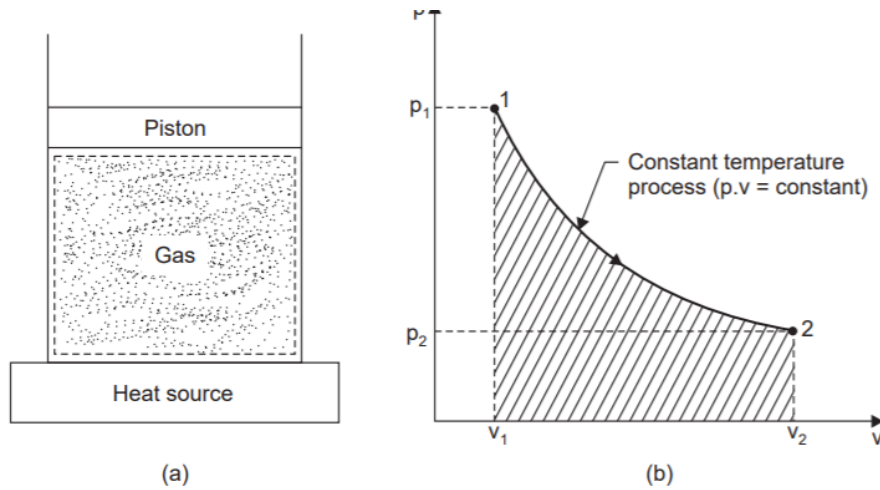 Piston
Gas
Heat source
(a)
p₁
1
Constant temperature
process (p.v = constant)
p₂
2
v₁
v₂
v
(b)